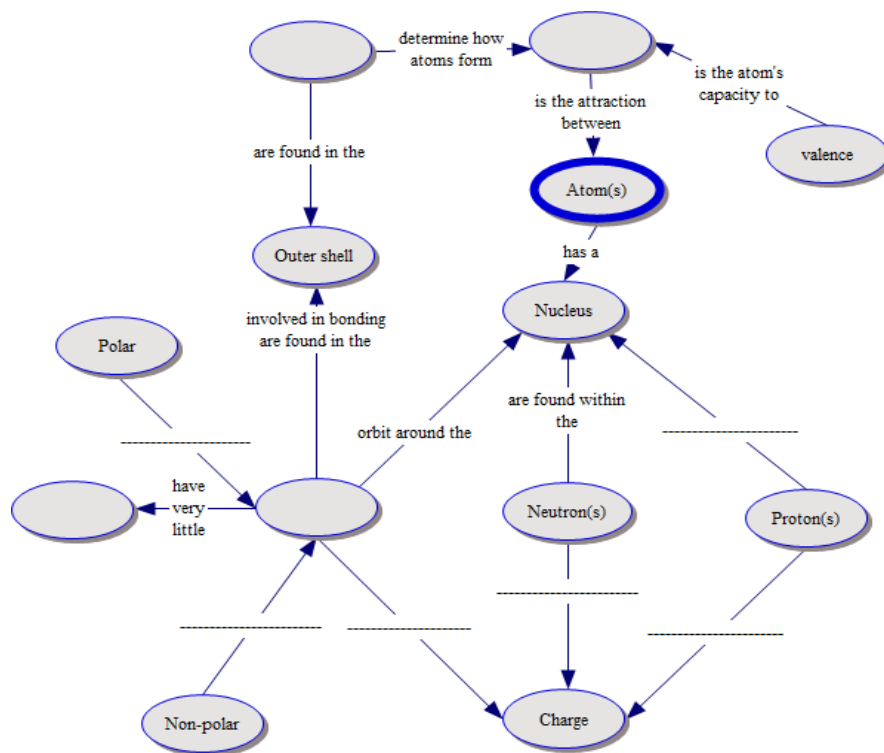 determine how
atoms form
is the atom's
capacity to
is the attraction
between
are found in the
valence
Atom(s)
Outer shell
has a
involved in bonding
are found in the
Nucleus
Polar
are found within
the
orbit around the
----------------------
-----------------------
have
very
little
Neutron(s)
Proton(s)
------------------------
------------------------
----------------------
-----------------------
Non-polar
Charge